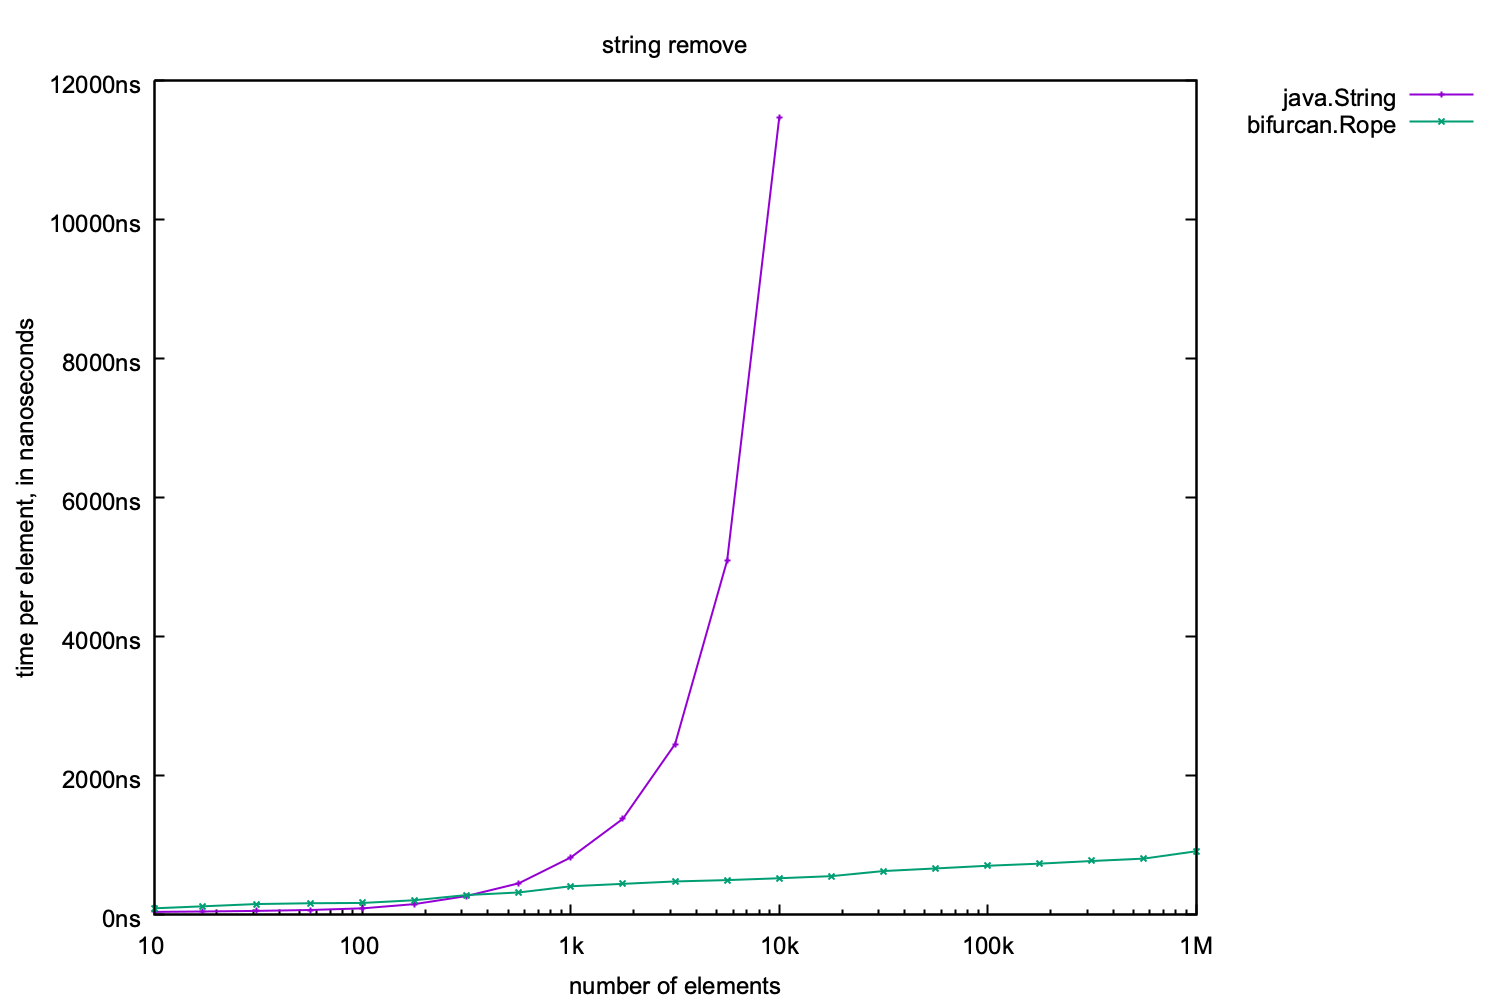 string remove
java.String
bifurcan.Rope
12000ns
10000ns
8000ns
6000ns
4000ns
2000ns
0ns
time per element, in nanoseconds
10 100 1k 10k 100k 1M
number of elements